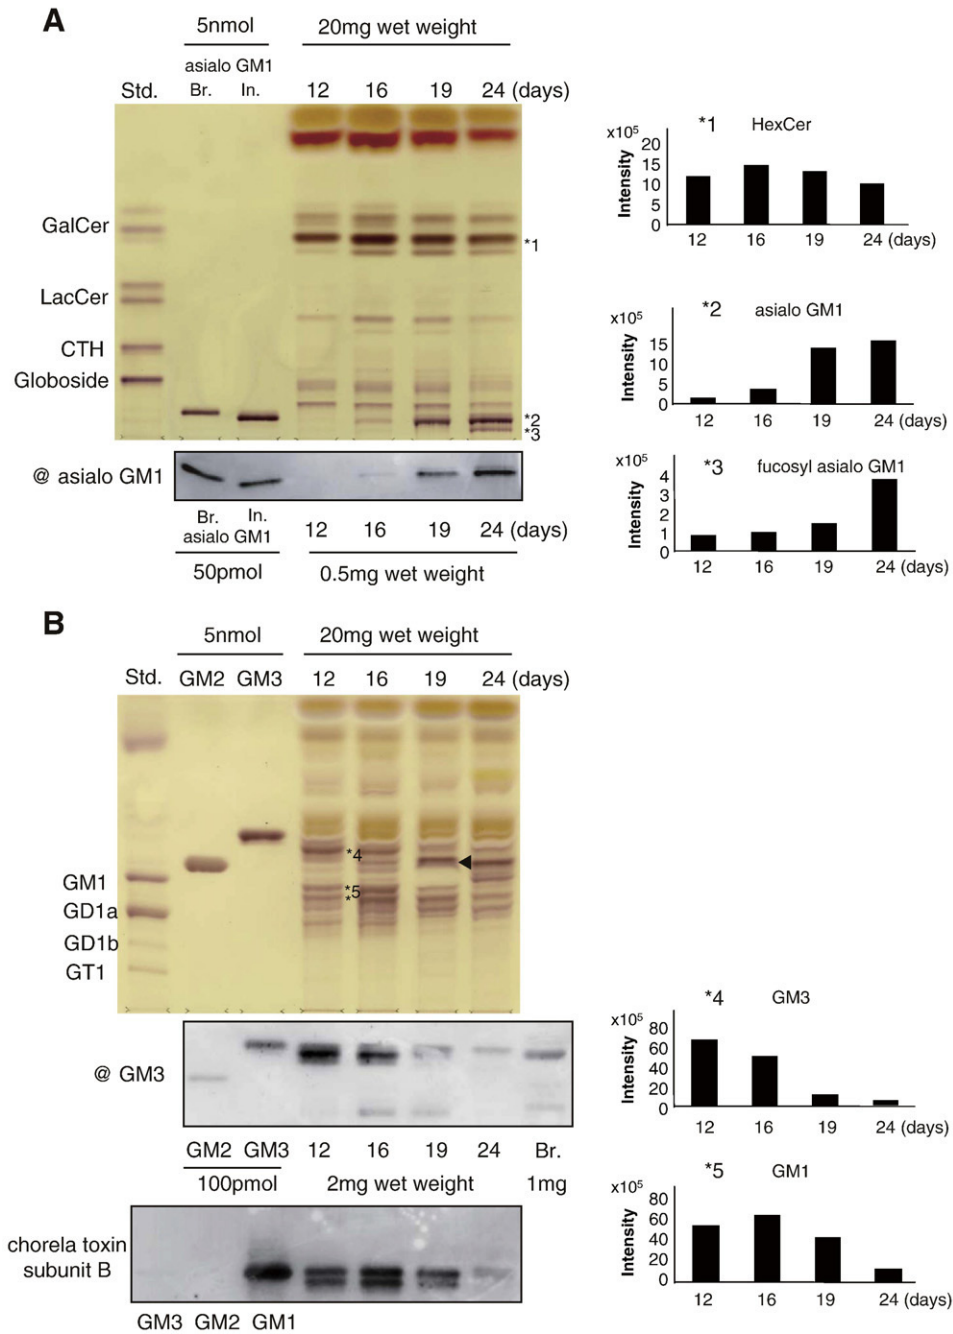 A
5nmol
20mg wet weight
asialo GM1
Std. Br. In. 12 16 19 24 (days)
GalCer
LacCer
CTH
Globoside
*1
*2
*3
@ asialo GM1
Br. In.
asialo GM1
12 16 19 24 (days)
50pmol
0.5mg wet weight
*1 HexCer
x10⁵
Intensity
20
15
10
5
0
12 16 19 24 (days)
*2 asialo GM1
x10⁵
Intensity
15
10
5
0
12 16 19 24 (days)
*3 fucosyl asialo GM1
x10⁵
Intensity
4
3
2
1
0
12 16 19 24 (days)
B
5nmol
20mg wet weight
Std. GM2 GM3 12 16 19 24 (days)
GM1
GD1a
GD1b
GT1
*4
*5
*
@ GM3
GM2 GM3 12 16 19 24 Br.
100pmol 2mg wet weight 1mg
chorela toxin
subunit B
GM3 GM2 GM1
*4 GM3
x10⁵
Intensity
80
60
40
20
0
12 16 19 24 (days)
*5 GM1
x10⁵
Intensity
80
60
40
20
0
12 16 19 24 (days)